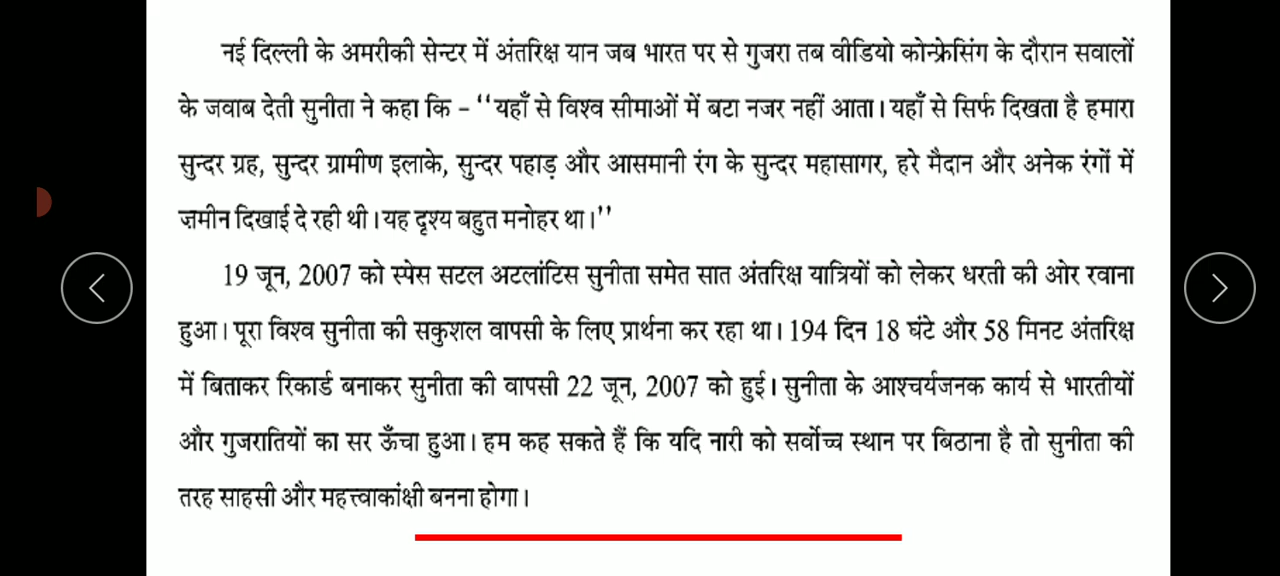 नई दिल्ली के अमरीकी सेन्टर में अंतरिक्ष यान जब भारत पर से गुजरा तब वीडियो कोन्फ्रेसिंग के दौरान सवालों
के जवाब देती सुनीता ने कहा कि – ‘‘यहाँ से विश्व सीमाओं में बटा नजर नहीं आता। यहाँ से सिर्फ दिखता है हमारा
सुन्दर ग्रह, सुन्दर ग्रामीण इलाके, सुन्दर पहाड़ और आसमानी रंग के सुन्दर महासागर, हरे मैदान और अनेक रंगों में
ज़मीन दिखाई दे रही थी। यह दृश्य बहुत मनोहर था।’’
19 जून, 2007 को स्पेस सटल अटलांटिस सुनीता समेत सात अंतरिक्ष यात्रियों को लेकर धरती की ओर रवाना
हुआ। पूरा विश्व सुनीता की सकुशल वापसी के लिए प्रार्थना कर रहा था। 194 दिन 18 घंटे और 58 मिनट अंतरिक्ष
में बिताकर रिकार्ड बनाकर सुनीता की वापसी 22 जून, 2007 को हुई। सुनीता के आश्चर्यजनक कार्य से भारतीयों
और गुजरातियों का सर ऊँचा हुआ। हम कह सकते हैं कि यदि नारी को सर्वोच्च स्थान पर बिठाना है तो सुनीता की
तरह साहसी और महत्त्वाकांक्षी बनना होगा।